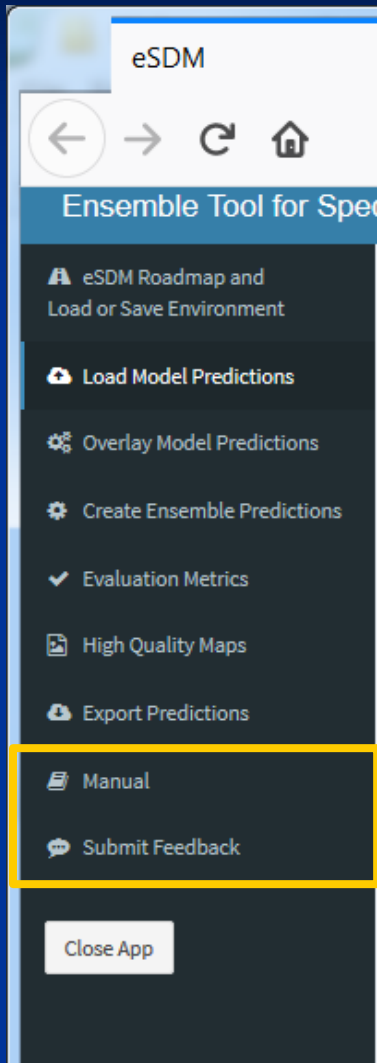 eSDM
Ensemble Tool for
eSDM Roadmap and
Load or Save Environment
Load Model Predictions
Overlay Model Predictions
Create Ensemble Predictions
Evaluation Metrics
High Quality Maps
Export Predictions
Manual
Submit Feedback
Close App